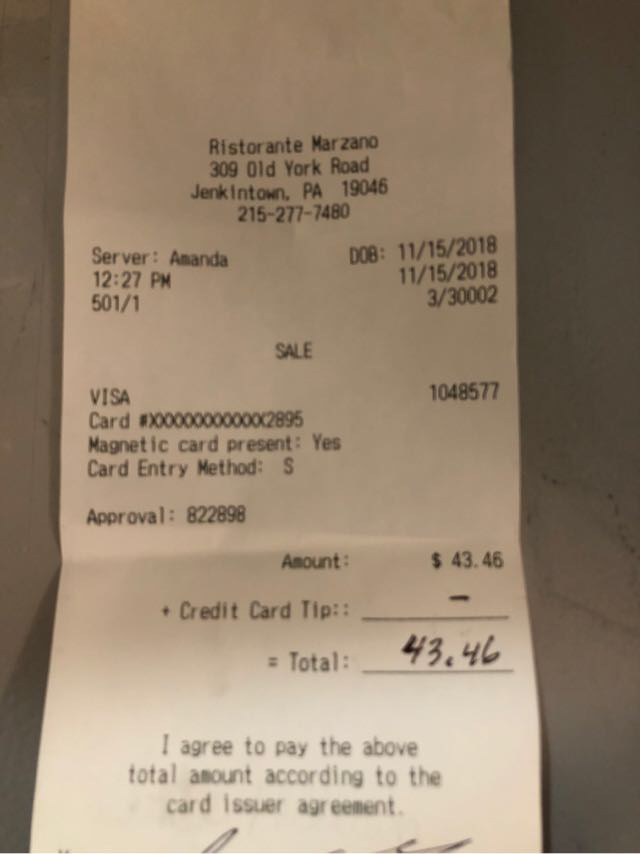 Ristorante Marzano
309 Old York Road
Jenkintown, PA 19046
215-277-7480
Server: Amanda DOB: 11/15/2018
12:27 PM 11/15/2018
501/1 3/30002
SALE
VISA 1048577
Card #XXXXXXXXXXXX2895
Magnetic card present: Yes
Card Entry Method: S
Approval: 822898
Amount: $ 43.46
+ Credit Card Tip:: –
= Total: 43.46
I agree to pay the above
total amount according to the
card issuer agreement.